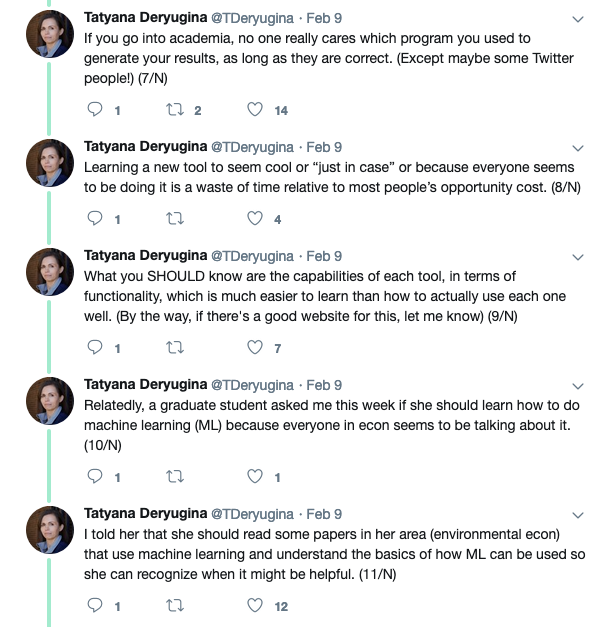 Tatyana Deryugina @TDeryugina · Feb 9
If you go into academia, no one really cares which program you used to
generate your results, as long as they are correct. (Except maybe some Twitter
people!) (7/N)
1 2 14
Tatyana Deryugina @TDeryugina · Feb 9
Learning a new tool to seem cool or “just in case” or because everyone seems
to be doing it is a waste of time relative to most people’s opportunity cost. (8/N)
1 4
Tatyana Deryugina @TDeryugina · Feb 9
What you SHOULD know are the capabilities of each tool, in terms of
functionality, which is much easier to learn than how to actually use each one
well. (By the way, if there's a good website for this, let me know) (9/N)
1 7
Tatyana Deryugina @TDeryugina · Feb 9
Relatedly, a graduate student asked me this week if she should learn how to do
machine learning (ML) because everyone in econ seems to be talking about it.
(10/N)
1 1
Tatyana Deryugina @TDeryugina · Feb 9
I told her that she should read some papers in her area (environmental econ)
that use machine learning and understand the basics of how ML can be used so
she can recognize when it might be helpful. (11/N)
1 12